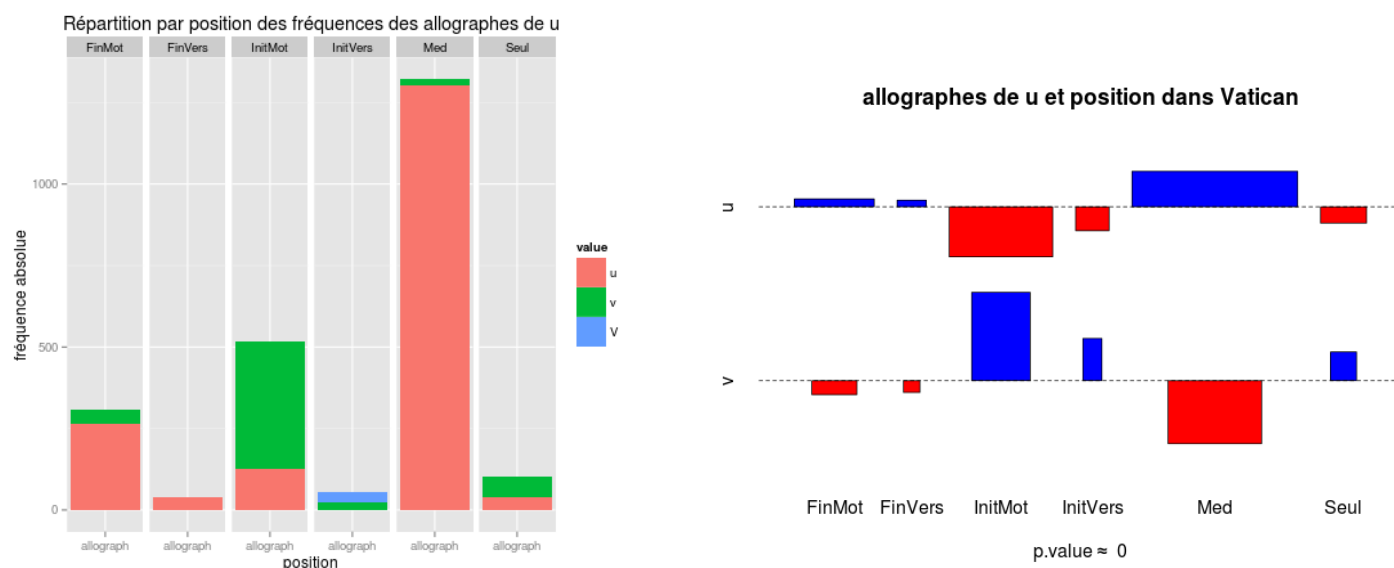 Répartition par position des fréquences des allographes de u
FinMot FinVers InitMot InitVers Med Seul
1000
500
0
fréquence absolue
allograph allograph allograph allograph allograph allograph
position
value
u
v
V
allographes de u et position dans Vatican
u
v
FinMot FinVers InitMot InitVers Med Seul
p.value ≈ 0